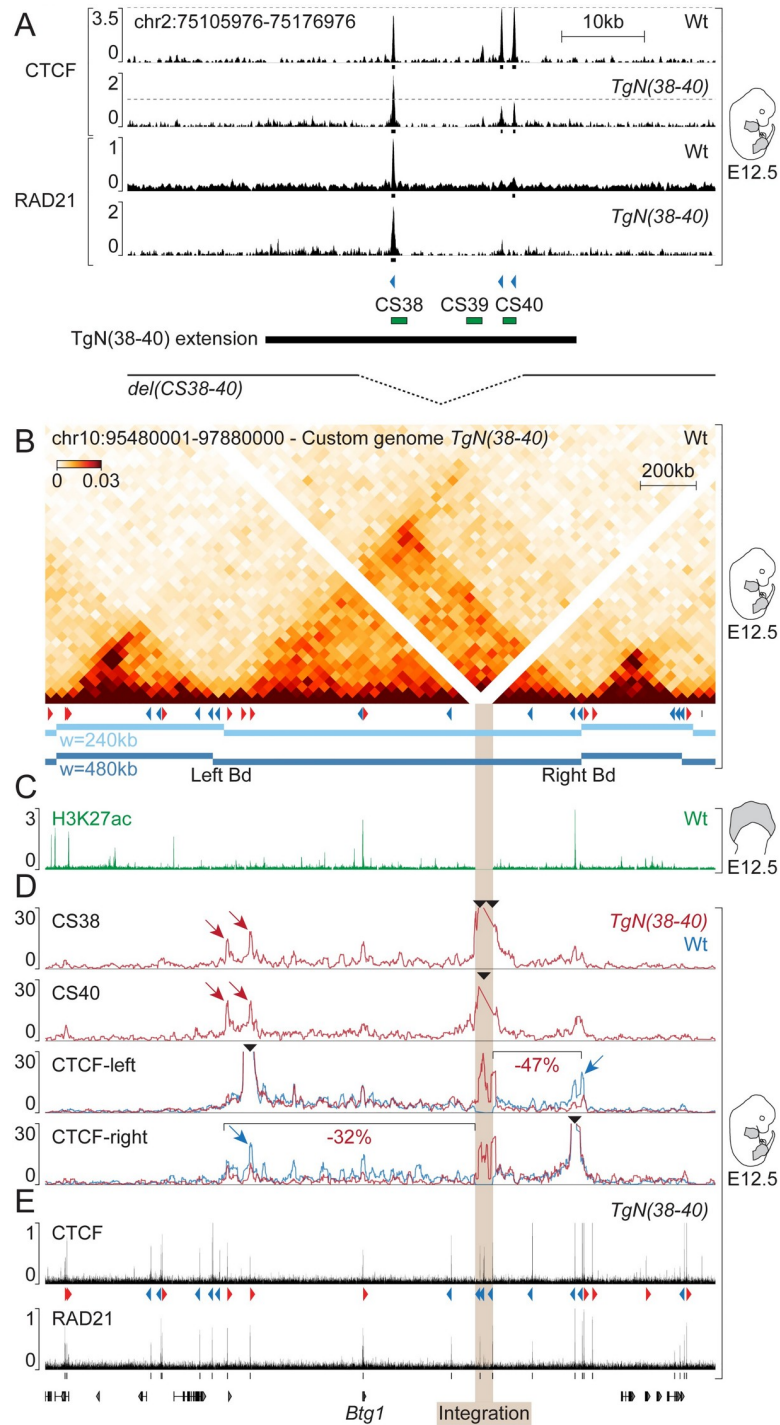 A
chr2:75105976-75176976
10kb
Wt
3.5
0
CTCF
TgN(38-40)
2
0
E12.5
Wt
1
0
RAD21
TgN(38-40)
2
0
CS38
CS39
CS40
TgN(38-40) extension
del(CS38-40)
B
chr10:95480001-97880000 - Custom genome TgN(38-40)
Wt
0
0.03
200kb
E12.5
w=240kb
w=480kb
Left Bd
Right Bd
C
H3K27ac
Wt
3
0
E12.5
D
30
CS38
TgN(38-40)
Wt
0
30
CS40
0
30
CTCF-left
-47%
0
30
CTCF-right
-32%
0
E12.5
E
TgN(38-40)
CTCF
1
0
RAD21
1
0
Btg1
Integration